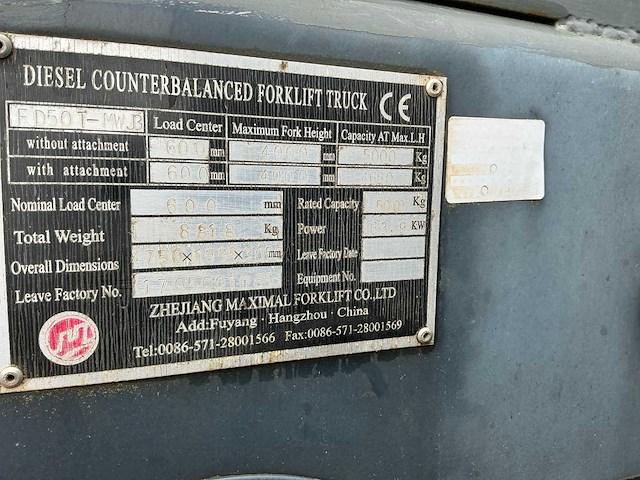 DIESEL COUNTERBALANCED FORKLIFT TRUCK CE
FD50T-MWJ3 Load Center Maximum Fork Height Capacity AT Max.L.H
without attachment 600 mm mm 5000 Kg
with attachment 600 mm mm Kg
Nominal Load Center 600 mm Rated Capacity Kg
Total Weight 8818 Kg Power KW
Overall Dimensions × × mm Leave Factory Date
Leave Factory No. Equipment No.
ZHEJIANG MAXIMAL FORKLIFT CO.,LTD
Add:Fuyang · Hangzhou · China
Tel:0086-571-28001566 Fax:0086-571-28001569